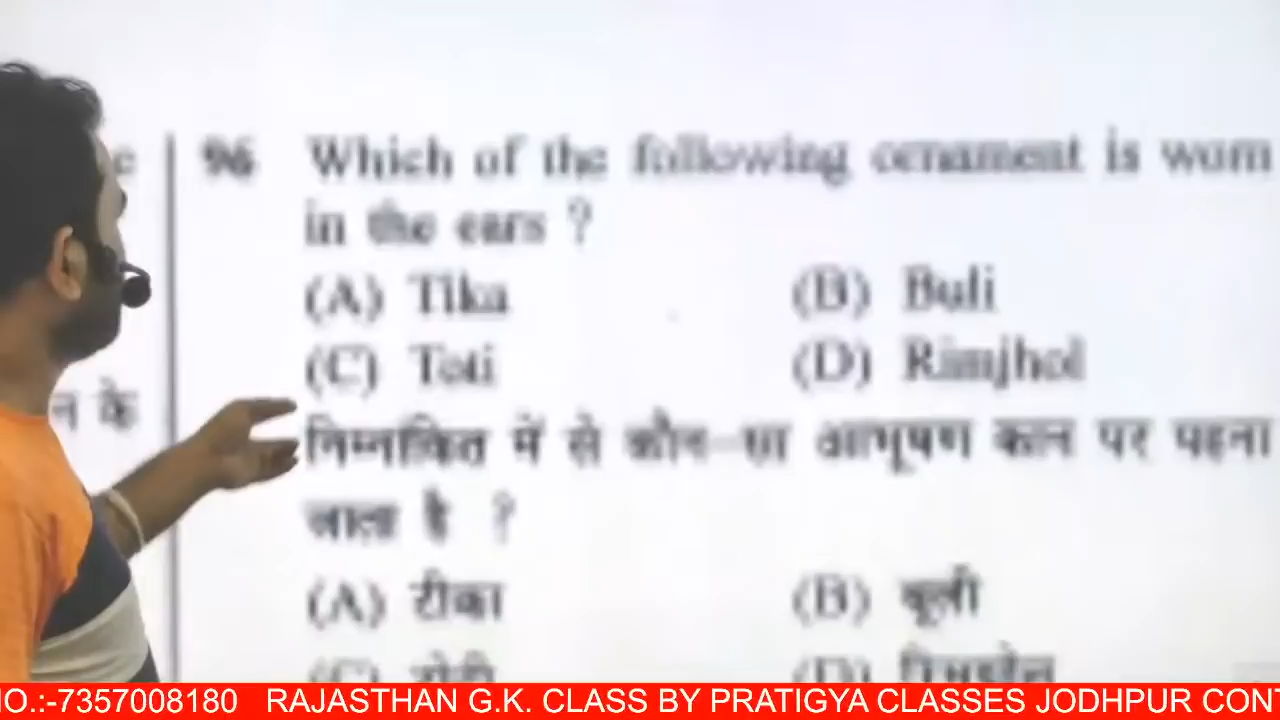 96 Which of the following ornament is worn
in the ears ?
(A) Tika (B) Buli
(C) Toti (D) Rimjhol
न के
निम्नांकित में से कौन-सा आभूषण कान पर पहना
जाता है ?
(A) टीका (B) बूली
(C) टोटी (D) रिमझोल
NO.:-7357008180 RAJASTHAN G.K. CLASS BY PRATIGYA CLASSES JODHPUR CONT